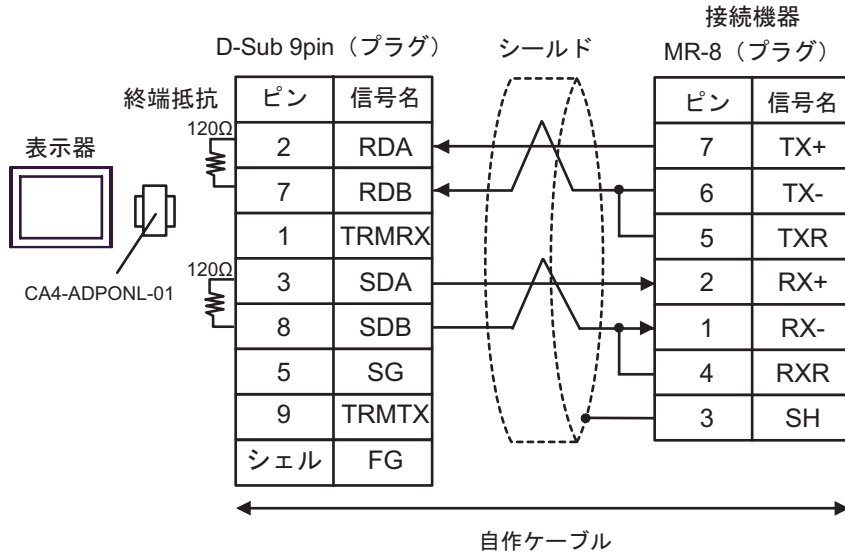 接続機器
D-Sub 9pin（プラグ） シールド MR-8（プラグ）
終端抵抗 ピン 信号名 ピン 信号名
120Ω
表示器
2 RDA 7 TX+
7 RDB 6 TX-
1 TRMRX 5 TXR
120Ω
3 SDA 2 RX+
CA4-ADPONL-01
8 SDB 1 RX-
5 SG 4 RXR
9 TRMTX 3 SH
シェル FG
自作ケーブル